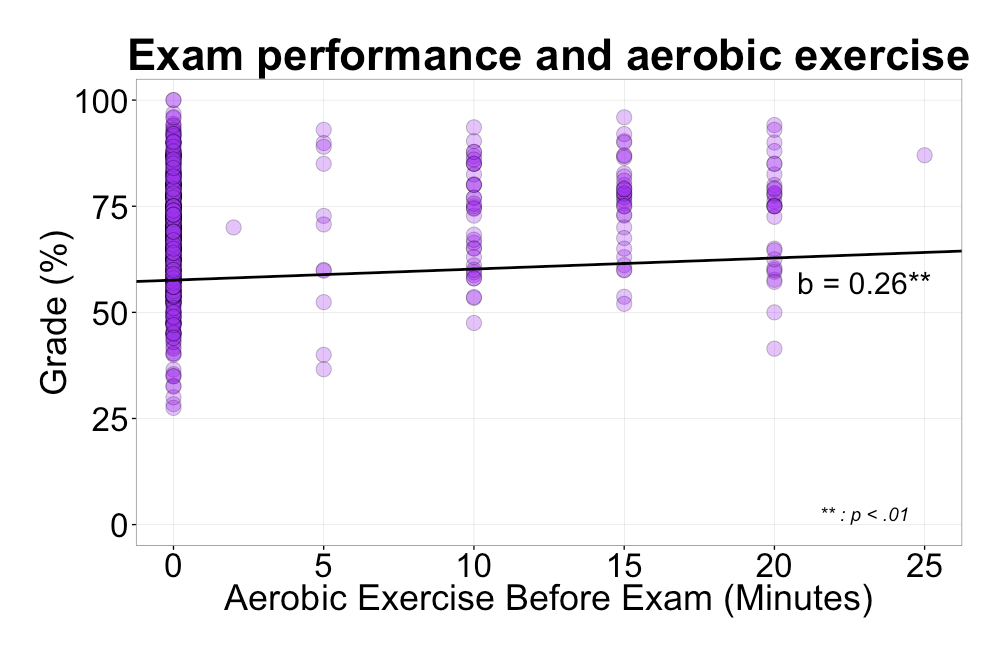 Exam performance and aerobic exercise
100
75
50
25
0
Grade (%)
b = 0.26**
** : p < .01
0 5 10 15 20 25
Aerobic Exercise Before Exam (Minutes)